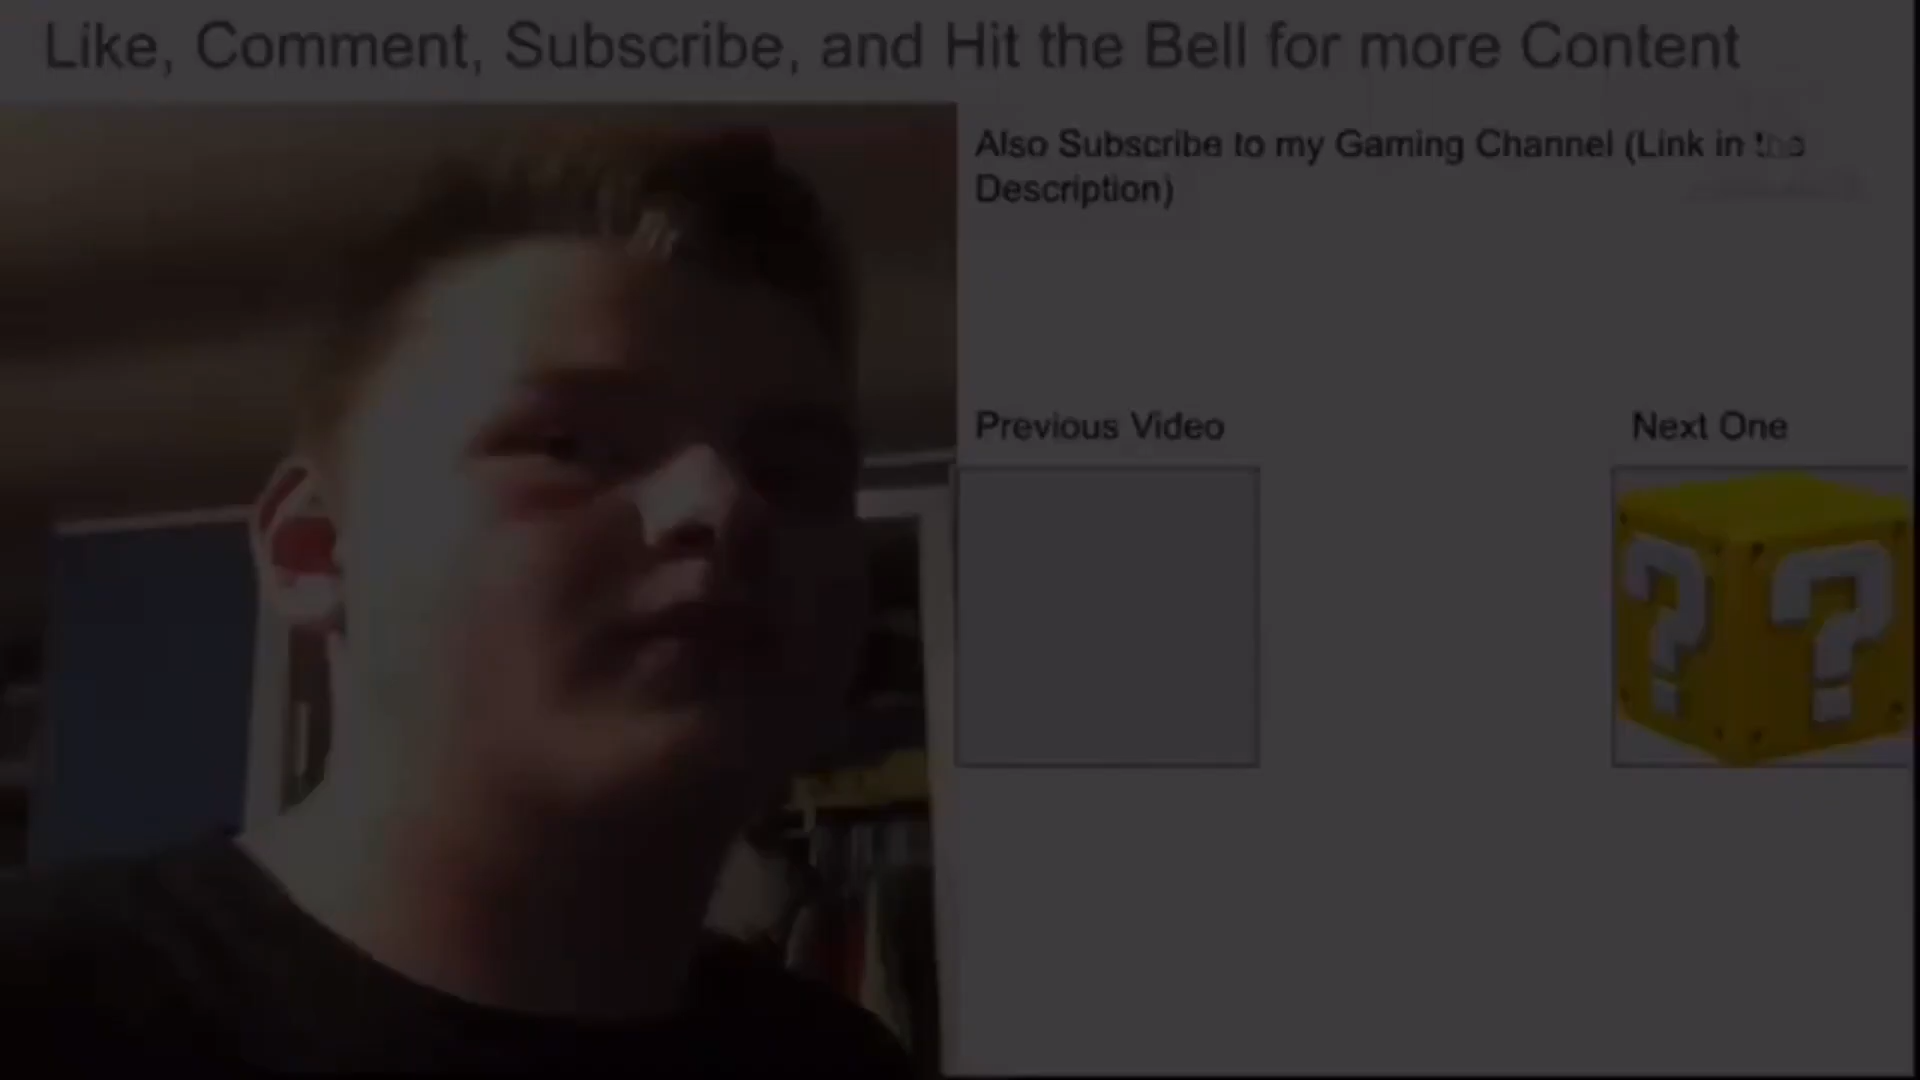 Like, Comment, Subscribe, and Hit the Bell for more Content
Also Subscribe to my Gaming Channel (Link in the
Description)
Previous Video
Next One
? ?